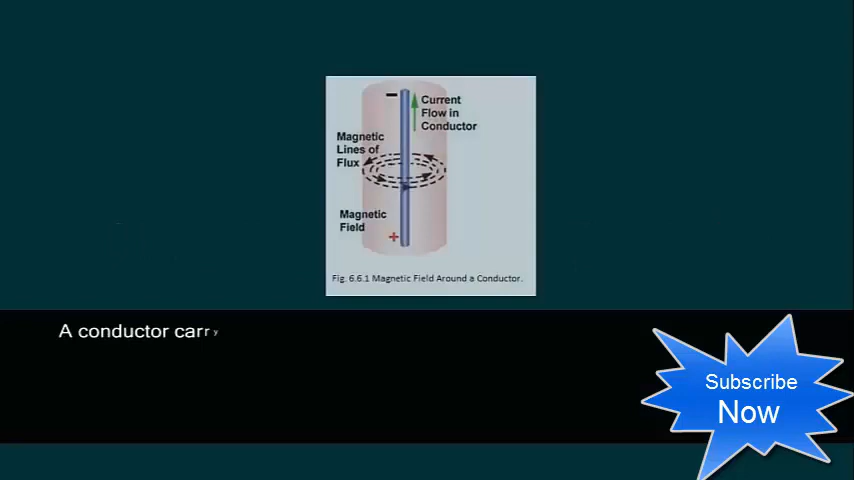 −
Current
Flow in
Conductor
Magnetic
Lines of
Flux
Magnetic
Field
+
Fig. 6.6.1 Magnetic Field Around a Conductor.
A conductor carry
Subscribe
Now